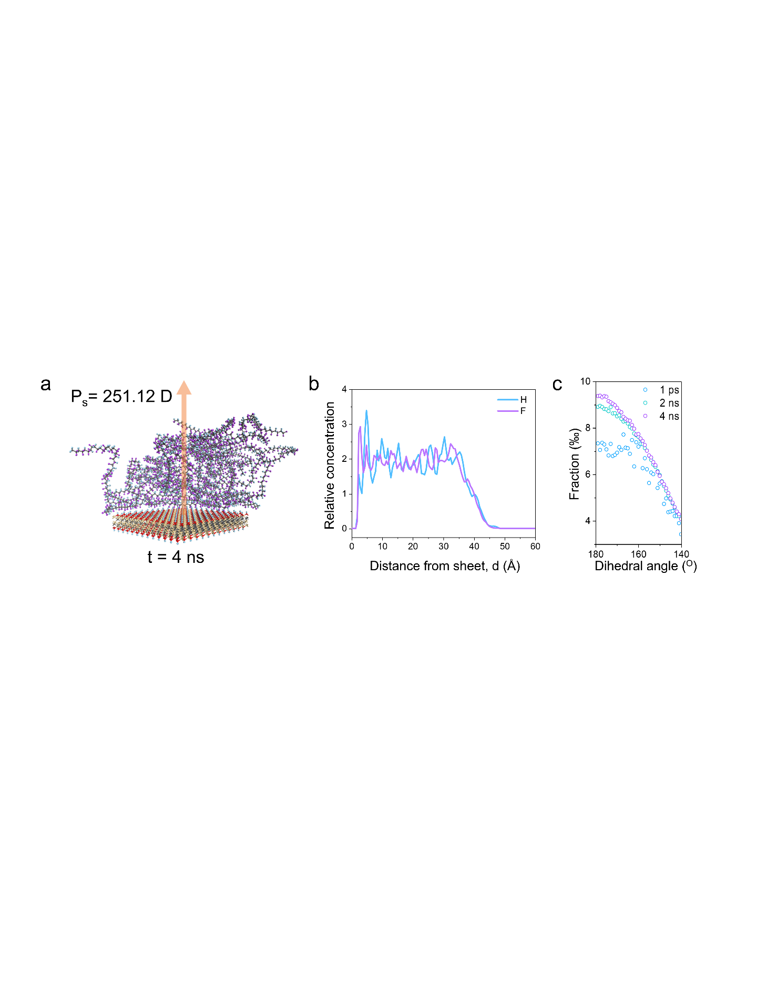 a
Ps= 251.12 D
t = 4 ns
b
4
3
2
1
0
Relative concentration
H
F
0 10 20 30 40 50 60
Distance from sheet, d (Å)
c
10
8
6
4
Fraction (‰)
1 ps
2 ns
4 ns
180 160 140
Dihedral angle (O)